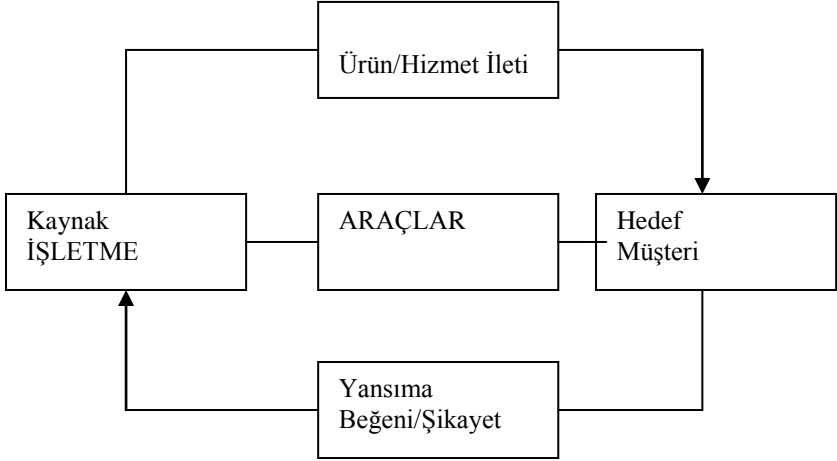 Ürün/Hizmet İleti
Kaynak
İŞLETME
ARAÇLAR
Hedef
Müşteri
Yansıma
Beğeni/Şikayet